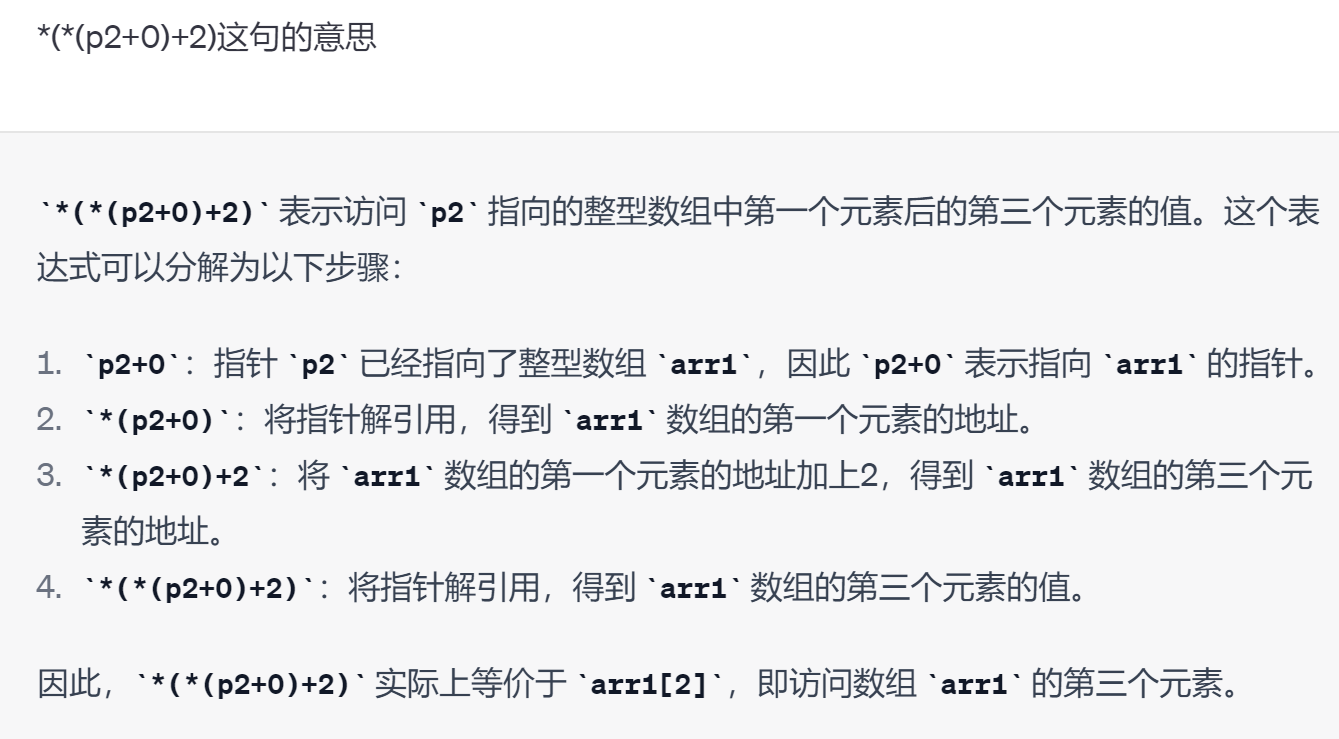 *(*(p2+0)+2)这句的意思
`*(*(p2+0)+2)` 表示访问 `p2` 指向的整型数组中第一个元素后的第三个元素的值。这个表
达式可以分解为以下步骤：
1. `p2+0`：指针 `p2` 已经指向了整型数组 `arr1`，因此 `p2+0` 表示指向 `arr1` 的指针。
2. `*(p2+0)`：将指针解引用，得到 `arr1` 数组的第一个元素的地址。
3. `*(p2+0)+2`：将 `arr1` 数组的第一个元素的地址加上2，得到 `arr1` 数组的第三个元
素的地址。
4. `*(*(p2+0)+2)`：将指针解引用，得到 `arr1` 数组的第三个元素的值。
因此，`*(*(p2+0)+2)` 实际上等价于 `arr1[2]`，即访问数组 `arr1` 的第三个元素。